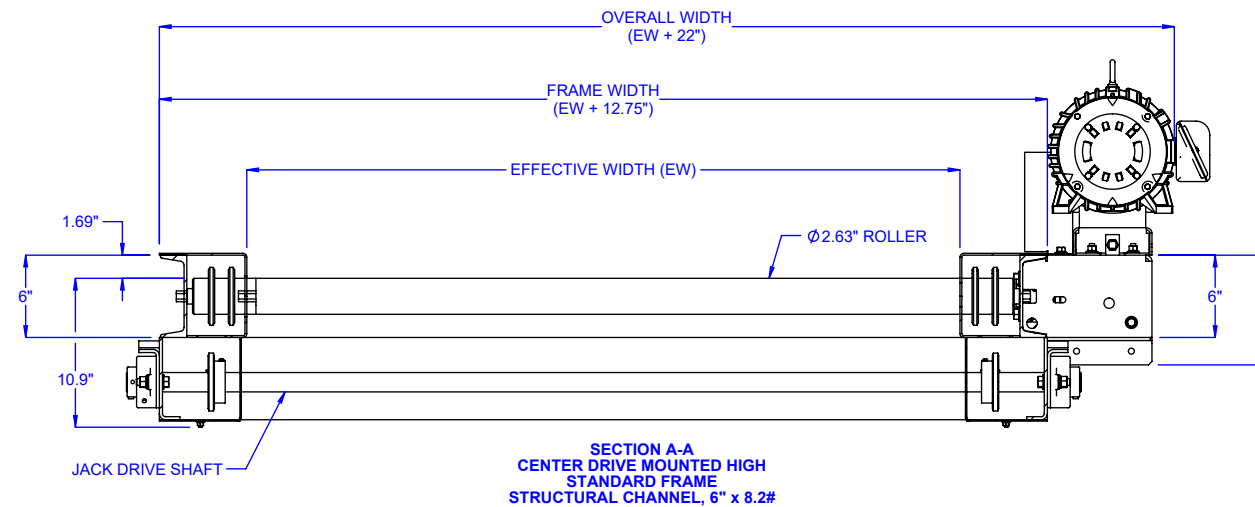 OVERALL WIDTH
(EW + 22")
FRAME WIDTH
(EW + 12.75")
EFFECTIVE WIDTH (EW)
1.69"
Ø2.63" ROLLER
6"
6"
10.9"
JACK DRIVE SHAFT
SECTION A-A
CENTER DRIVE MOUNTED HIGH
STANDARD FRAME
STRUCTURAL CHANNEL, 6" x 8.2#